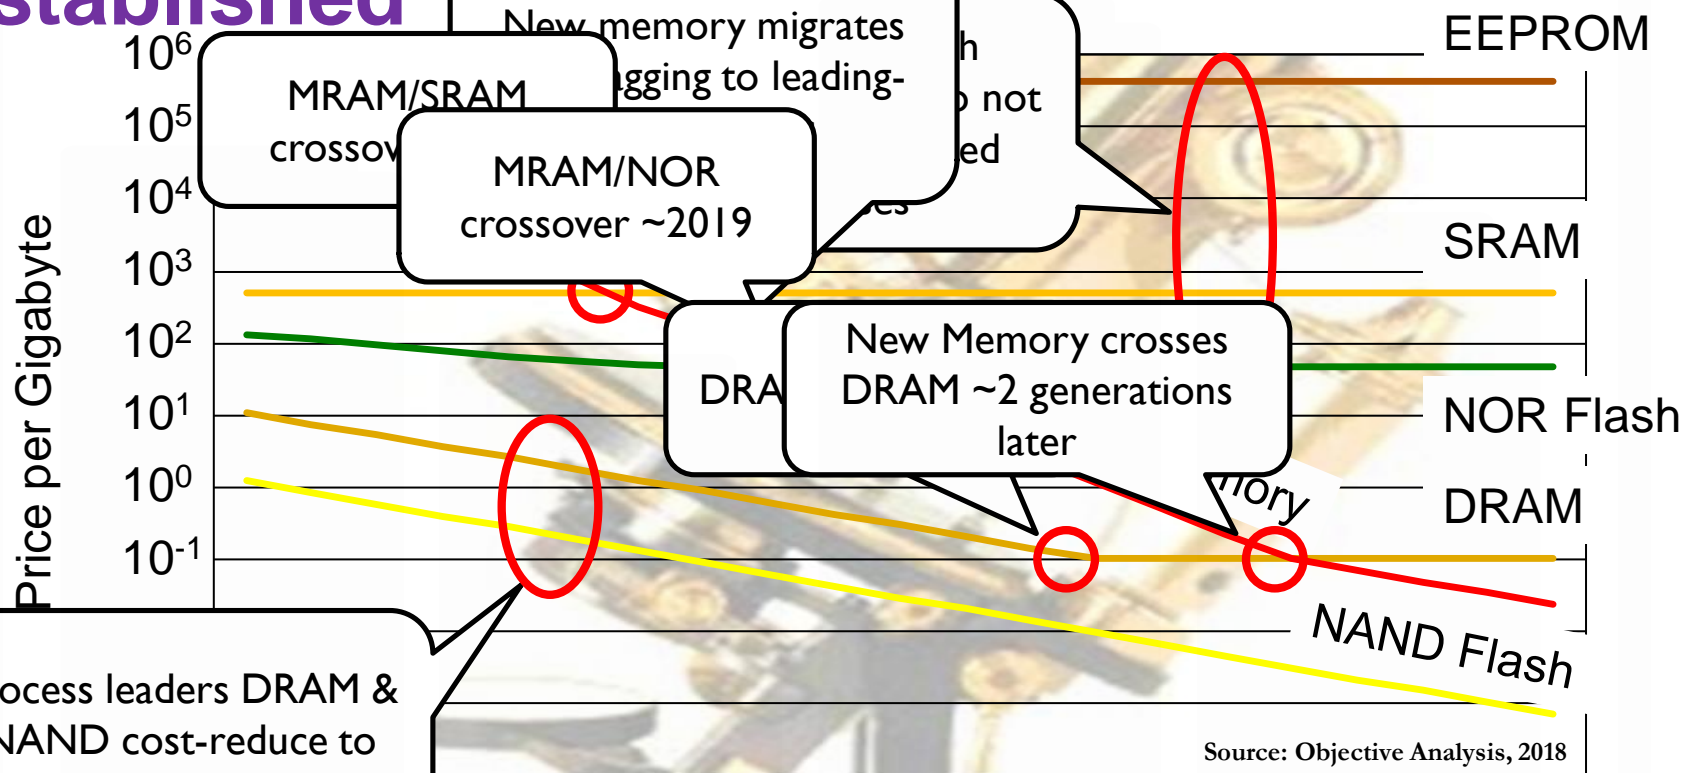 stablished
New memory migrates
gging to leading-
h
not
ed
MRAM/SRAM
crossov
MRAM/NOR
crossover ~2019
EEPROM
SRAM
NOR Flash
DRAM
NAND Flash
mory
DRA
New Memory crosses
DRAM ~2 generations
later
ocess leaders DRAM &
NAND cost-reduce to
Price per Gigabyte
10⁶
10⁵
10⁴
10³
10²
10¹
10⁰
10⁻¹
Source: Objective Analysis, 2018